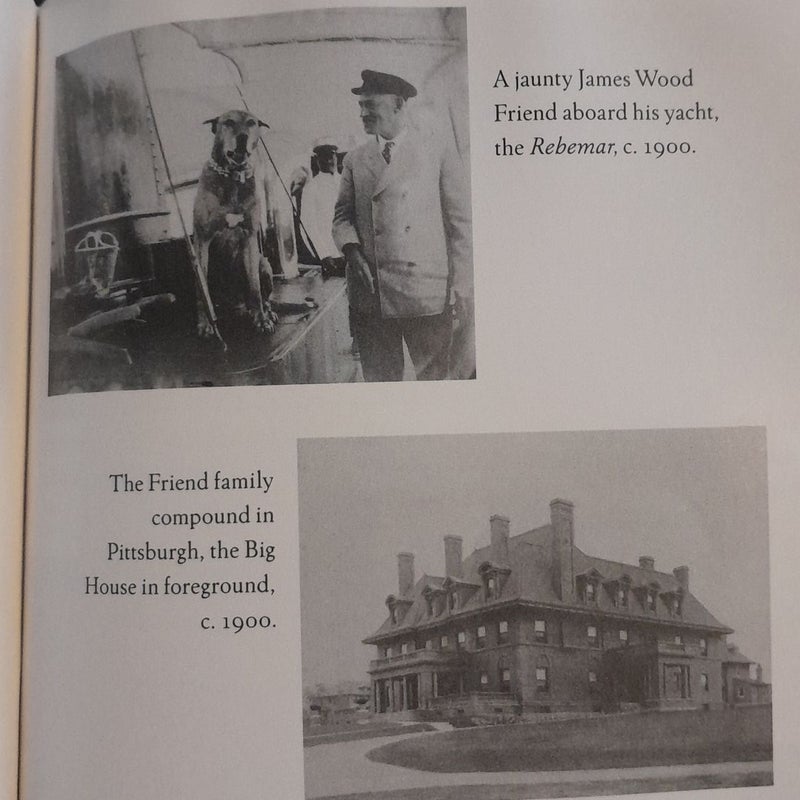 A jaunty James Wood
Friend aboard his yacht,
the Rebemar, c. 1900.
The Friend family
compound in
Pittsburgh, the Big
House in foreground,
c. 1900.